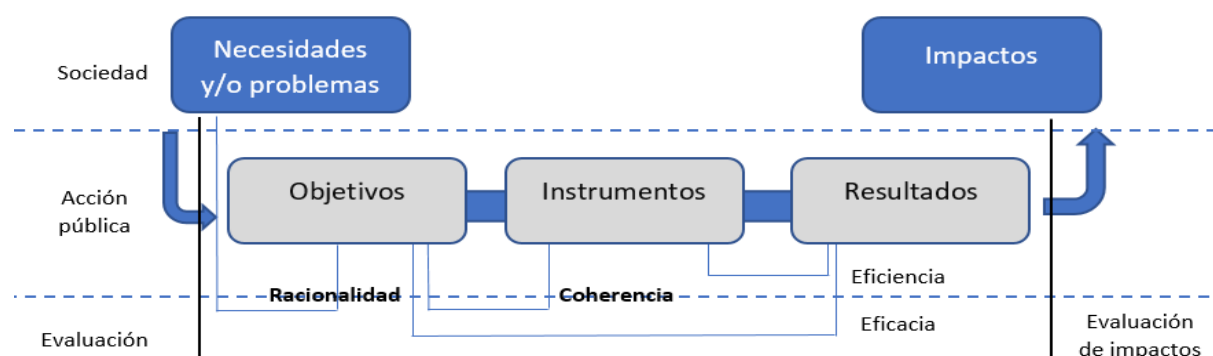 Necesidades
y/o problemas
Impactos
Sociedad
Objetivos
Instrumentos
Resultados
Acción
pública
Eficiencia
Racionalidad
Coherencia
Eficacia
Evaluación
Evaluación
de impactos